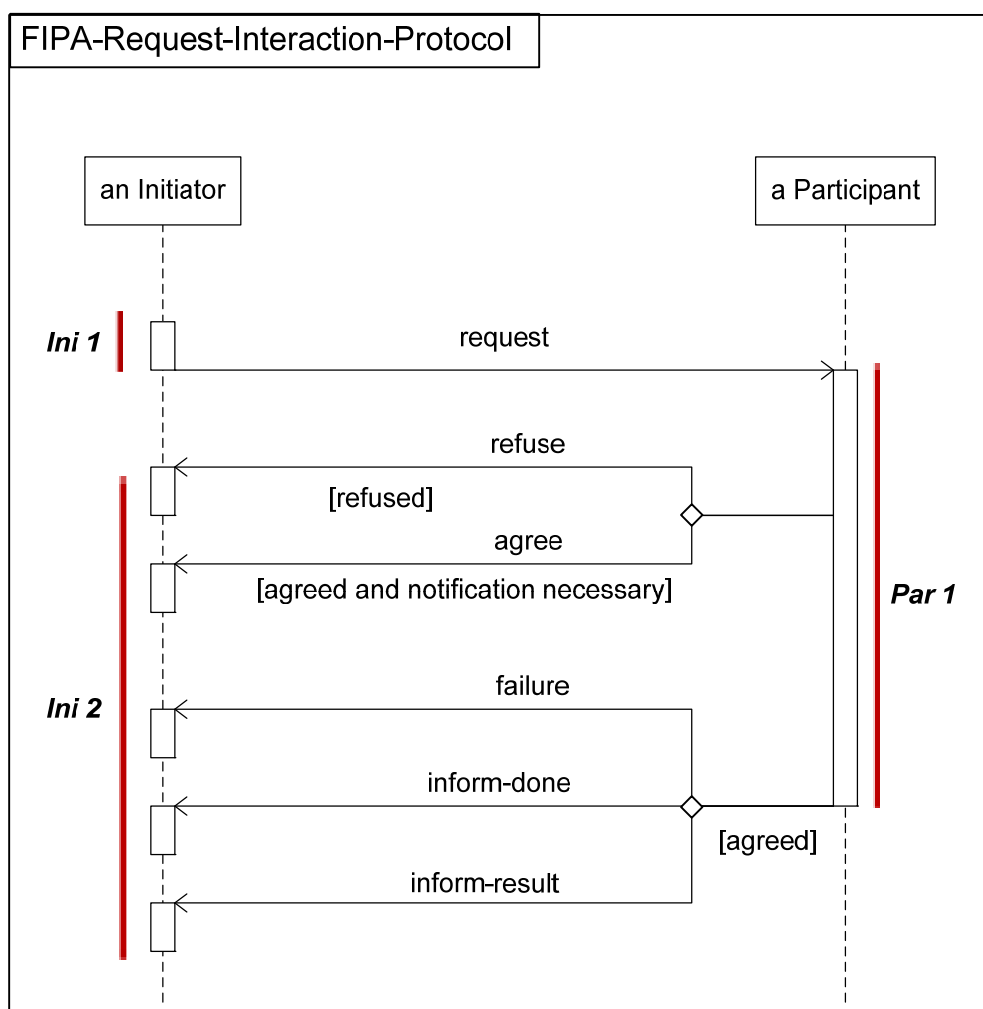 FIPA-Request-Interaction-Protocol
an Initiator
a Participant
Ini 1
request
refuse
[refused]
agree
[agreed and notification necessary]
Par 1
failure
Ini 2
inform-done
[agreed]
inform-result